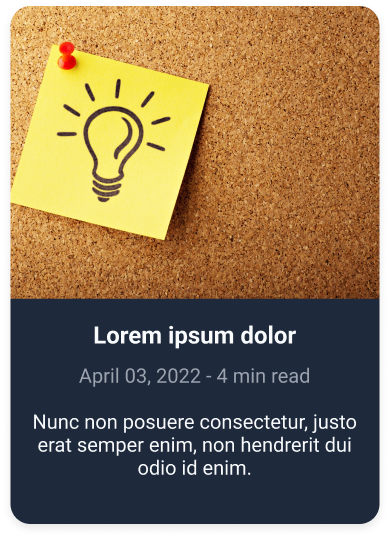 Lorem ipsum dolor
April 03, 2022 - 4 min read
Nunc non posuere consectetur, justo
erat semper enim, non hendrerit dui
odio id enim.